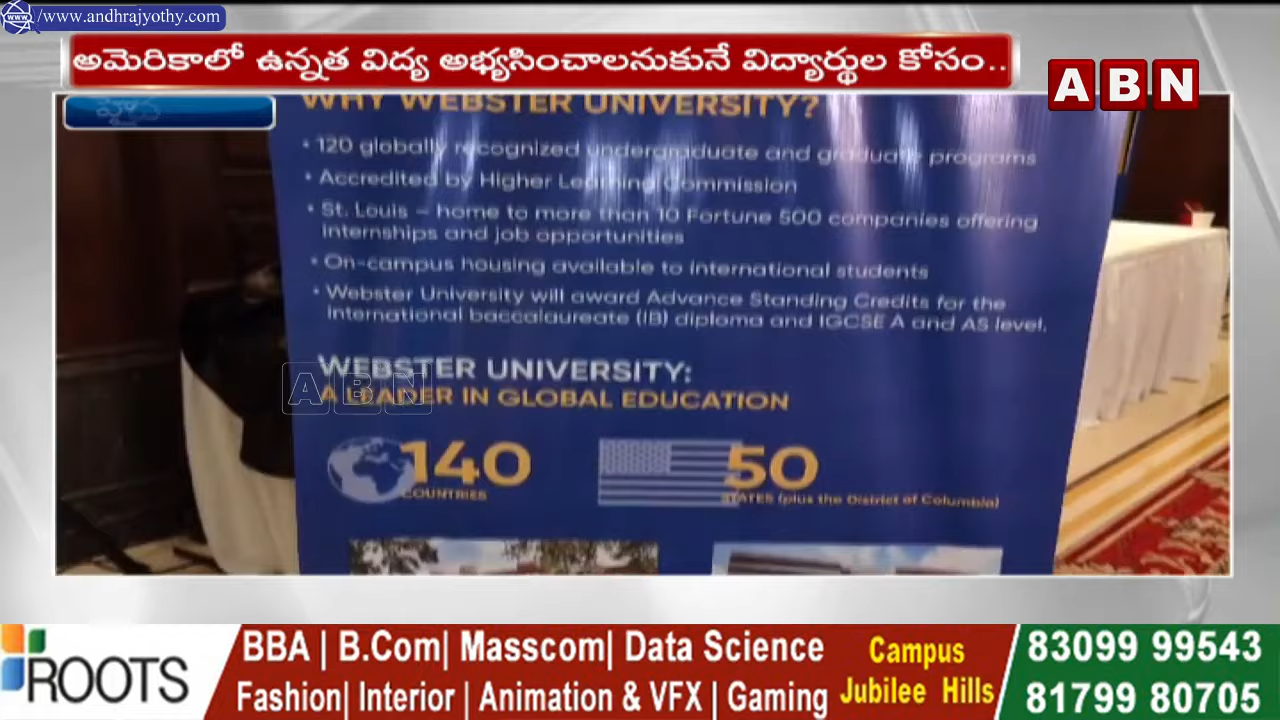 /www.andhrajyothy.com
అమెరికాలో ఉన్నత విద్య అభ్యసించాలనుకునే విద్యార్థుల కోసం..
ABN
WHY WEBSTER UNIVERSITY?
• 120 globally recognized undergraduate and graduate programs
• Accredited by Higher Learning Commission
• St. Louis – home to more than 10 Fortune 500 companies offering
internships and job opportunities
• On-campus housing available to international students
• Webster University will award Advance Standing Credits for the
International baccalaureate (IB) diploma and IGCSE A and AS level.
WEBSTER UNIVERSITY:
A LEADER IN GLOBAL EDUCATION
ABN
140
COUNTRIES
50
STATES (plus the District of Columbia)
ROOTS
BBA | B.Com| Masscom| Data Science
Fashion| Interior | Animation & VFX | Gaming
Campus
Jubilee Hills
83099 99543
81799 80705